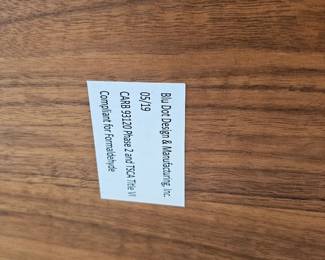 Blu Dot Design & Manufacturing, Inc.
05/19
CARB 93120 Phase 2 and TSCA Title VI
Compliant for Formaldehyde